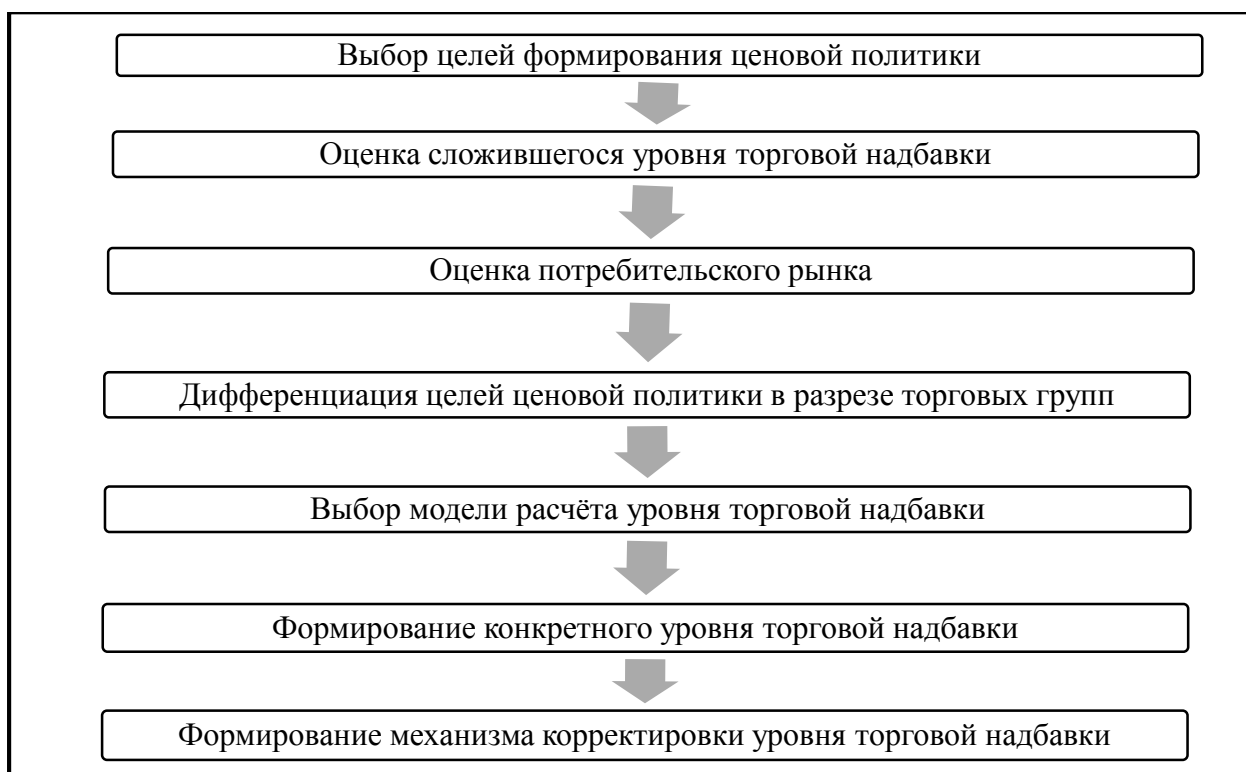 Выбор целей формирования ценовой политики
Оценка сложившегося уровня торговой надбавки
Оценка потребительского рынка
Дифференциация целей ценовой политики в разрезе торговых групп
Выбор модели расчёта уровня торговой надбавки
Формирование конкретного уровня торговой надбавки
Формирование механизма корректировки уровня торговой надбавки